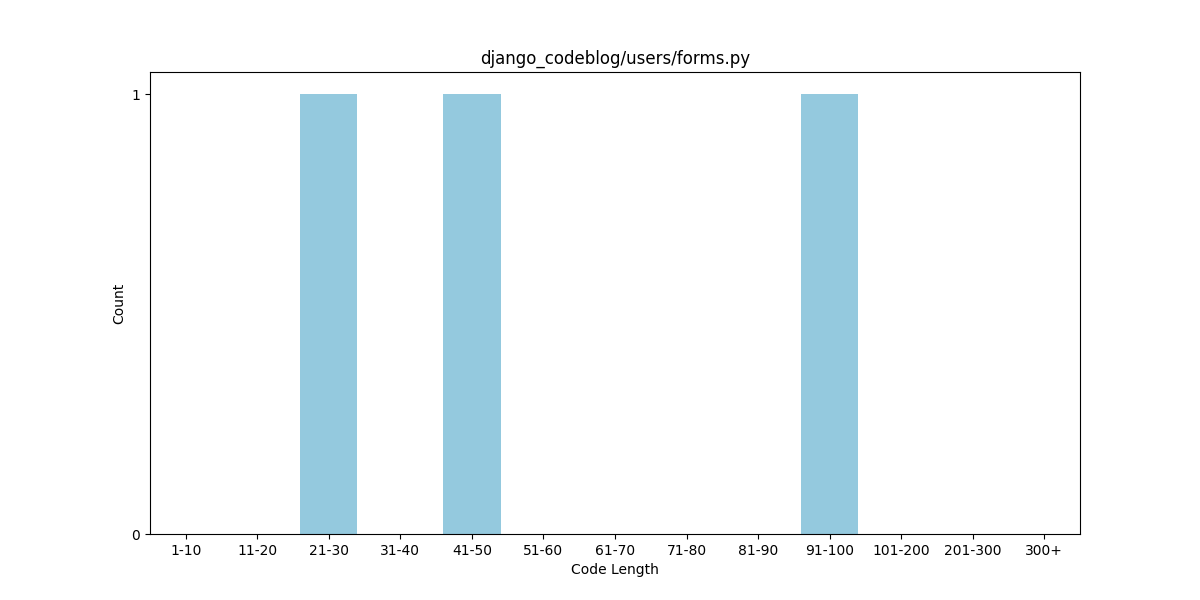 django_codeblog/users/forms.py
1
Count
0
1-10 11-20 21-30 31-40 41-50 51-60 61-70 71-80 81-90 91-100 101-200 201-300 300+
Code Length